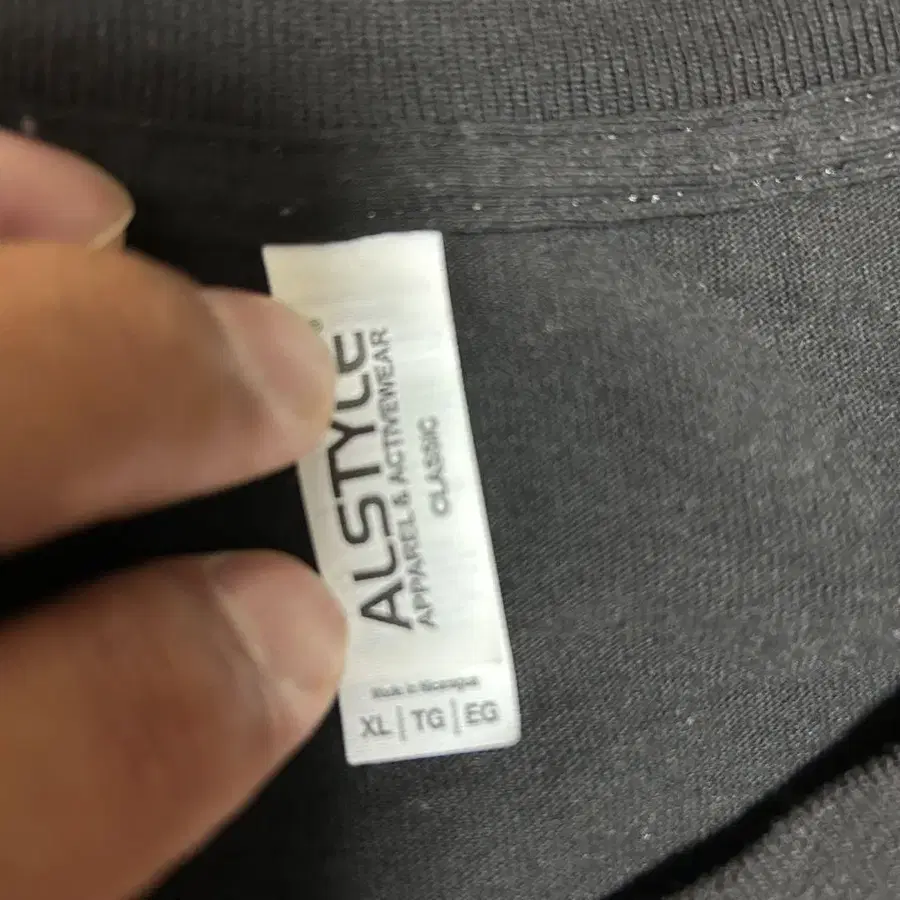 ALSTYLE
APPAREL & ACTIVEWEAR
CLASSIC
Made in Nicaragua
XL | TG | EG